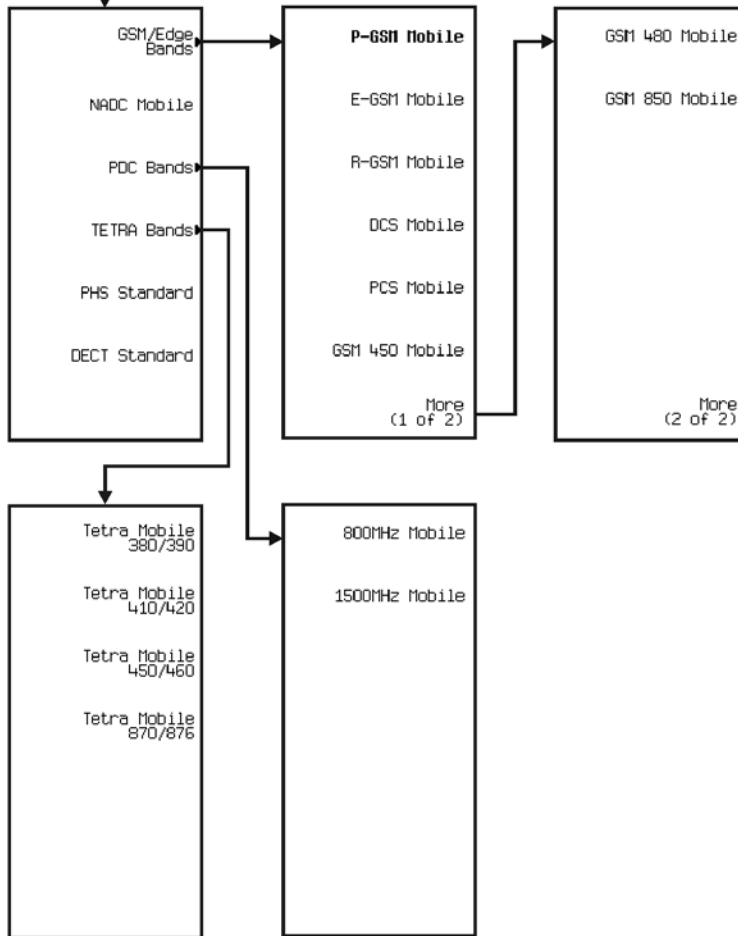 GSM/Edge
Bands
NADC Mobile
PDC Bands
TETRA Bands
PHS Standard
DECT Standard
P-GSM Mobile
E-GSM Mobile
R-GSM Mobile
DCS Mobile
PCS Mobile
GSM 450 Mobile
More
(1 of 2)
GSM 480 Mobile
GSM 850 Mobile
More
(2 of 2)
Tetra Mobile
380/390
Tetra Mobile
410/420
Tetra Mobile
450/460
Tetra Mobile
870/876
800MHz Mobile
1500MHz Mobile